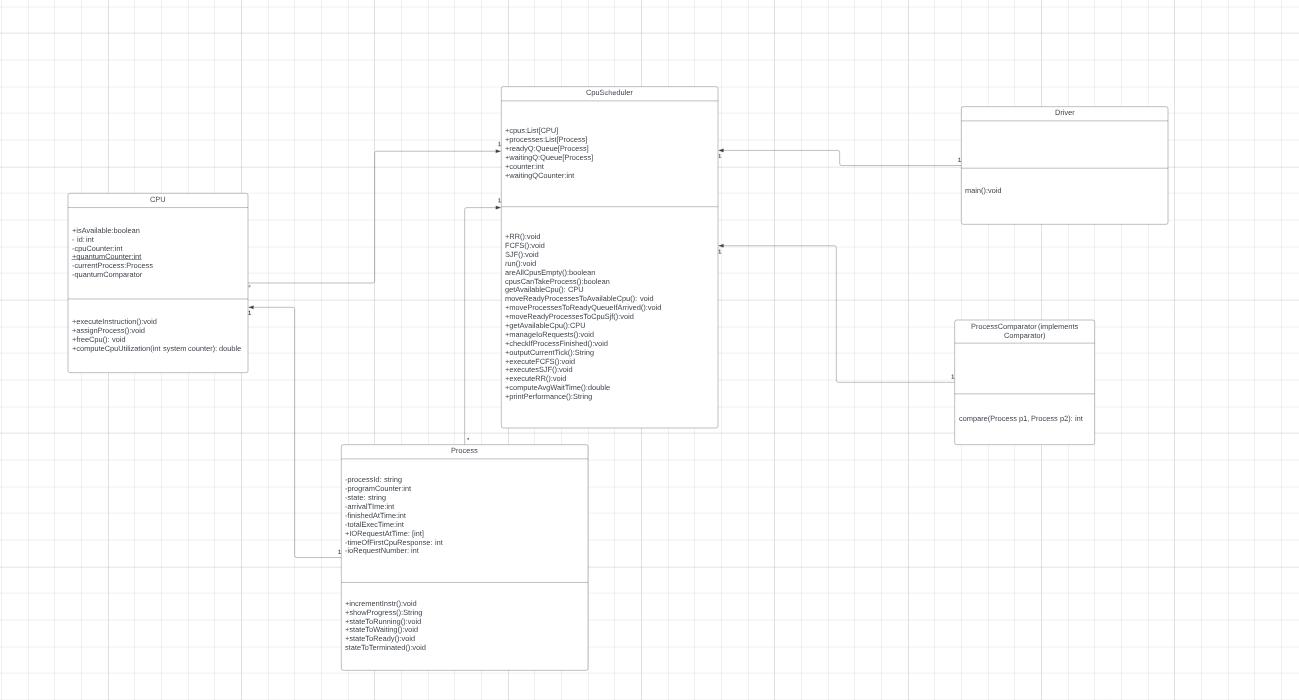 CpuScheduler
+cpus:List[CPU]
+processes:List[Process]
+readyQ:Queue[Process]
+waitingQ:Queue[Process]
+counter:int
+waitingQCounter:int
+RR():void
FCFS():void
SJF():void
run():void
areAllCpusEmpty():boolean
cpusCanTakeProcess():boolean
getAvailableCpu(): CPU
moveReadyProcessesToAvailableCpu(): void
+moveProcessesToReadyQueueIfArrived():void
+moveReadyProcessesToCpuSjf():void
+getAvailableCpu:CPU
+manageIoRequests():void
+checkIfProcessFinished():void
+outputCurrentTick():String
+executeFCFS():void
+executesSJF():void
+executeRR():void
+computeAvgWaitTime():double
+printPerformance():String
1
1
1
1
Driver
main():void
1
CPU
+isAvailable:boolean
- id: int
-cpuCounter:int
+quantumCounter:int
-currentProcess:Process
-quantumComparator
+executeInstruction():void
+assignProcess():void
+freeCpu(): void
+computeCpuUtilization(int system counter): double
*
1
ProcessComparator (implements
Comparator)
compare(Process p1, Process p2): int
1
*
Process
-processId: string
-programCounter:int
-state: string
-arrivalTIme:int
-finishedAtTime:int
-totalExecTime:int
+IORequestAtTime: [int]
-timeOfFirstCpuResponse: int
-ioRequestNumber: int
+incrementInstr():void
+showProgress():String
+stateToRunning():void
+stateToWaiting():void
+stateToReady():void
stateToTerminated():void
1